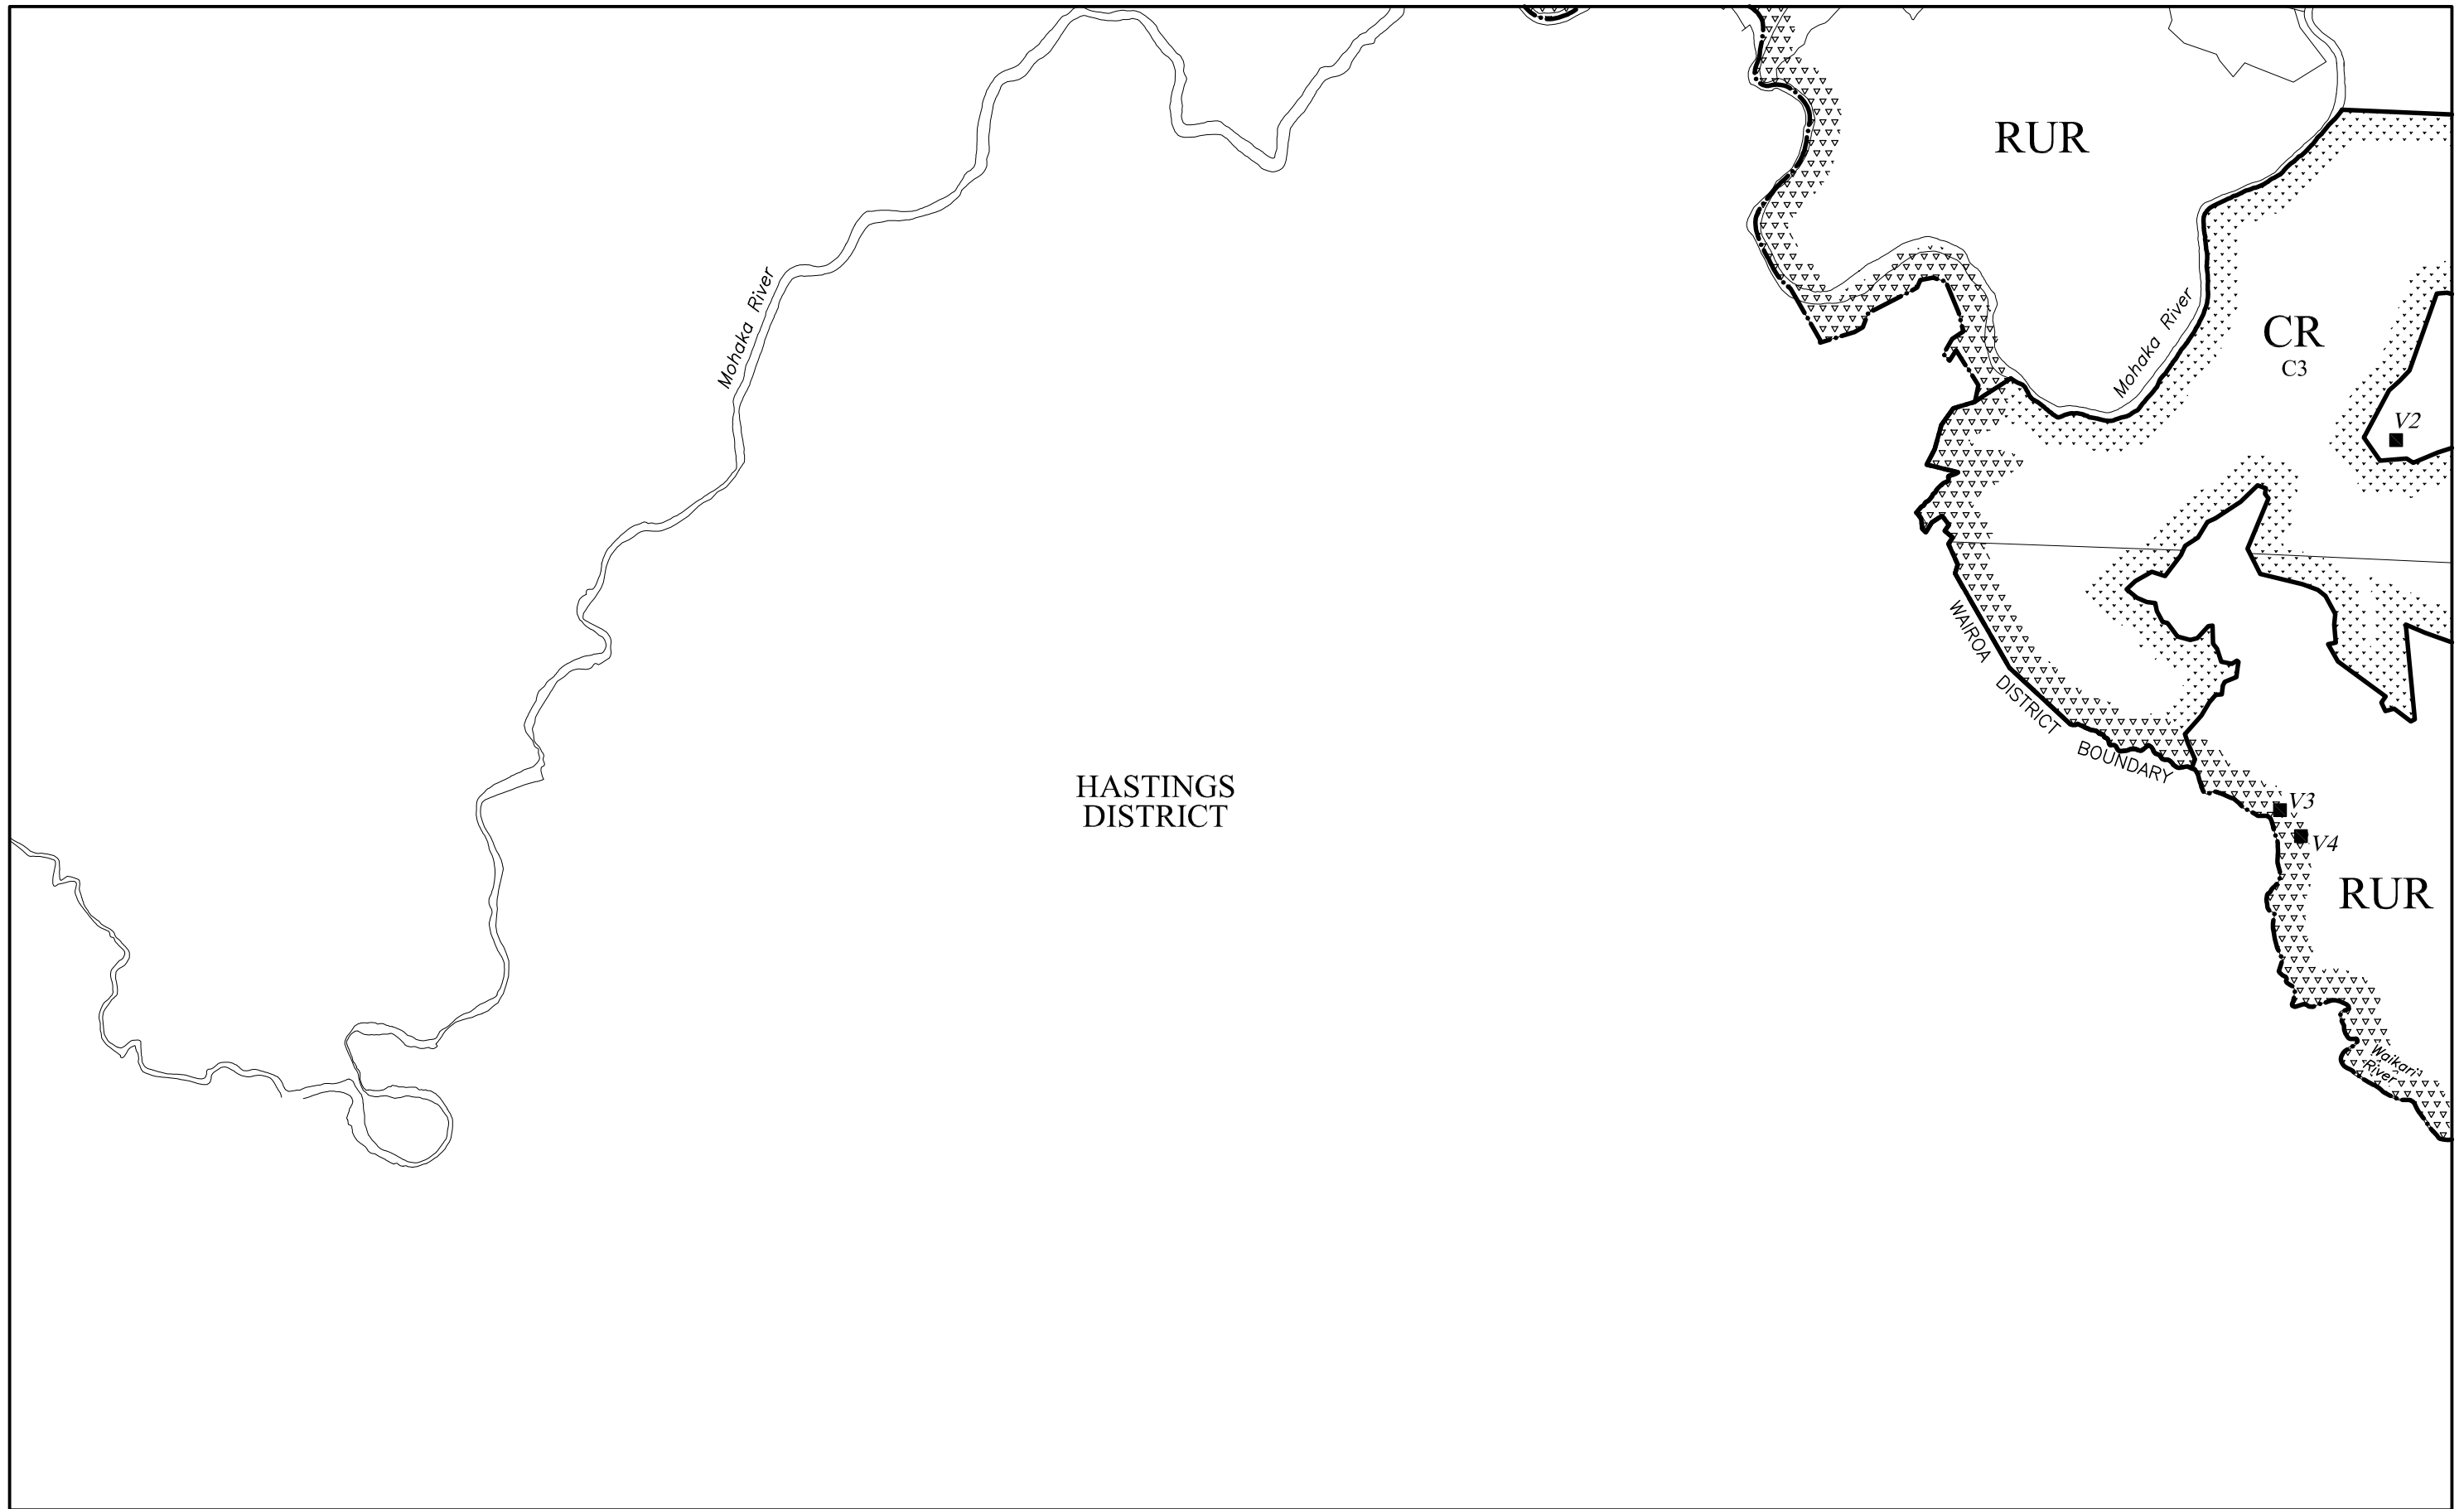 RUR
Mohaka River
Mohaka River
CR
C3
V2
WAIROA DISTRICT BOUNDARY
HASTINGS
DISTRICT
V3
V4
RUR
Waikari
River